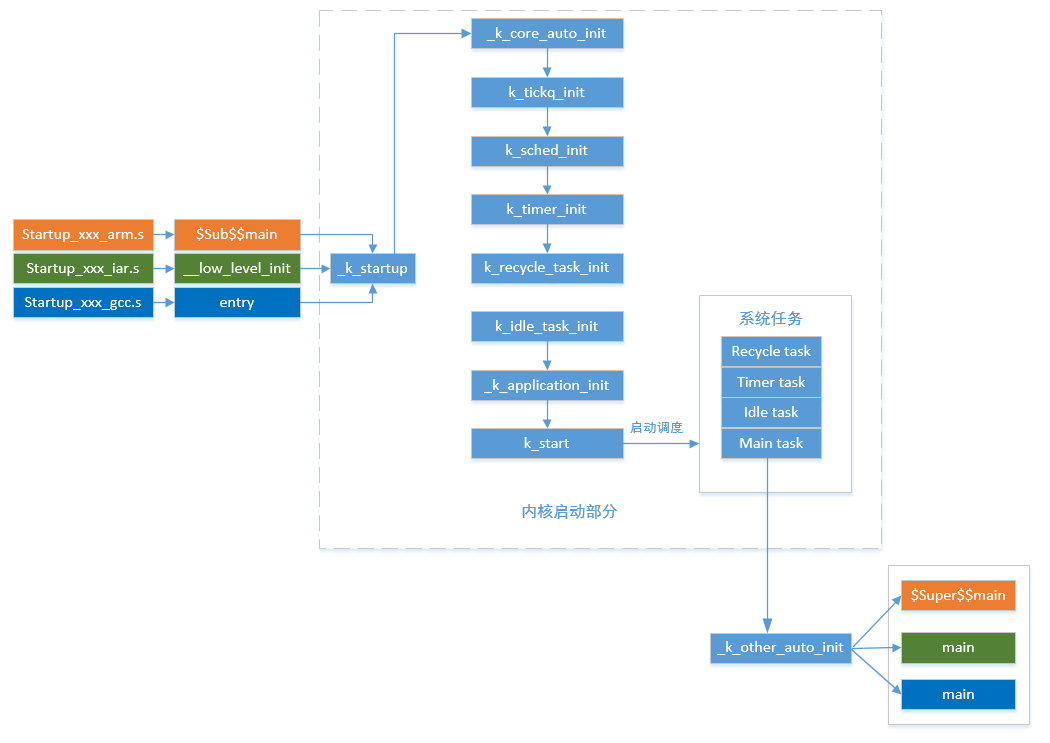 _k_core_auto_init
k_tickq_init
k_sched_init
k_timer_init
Startup_xxx_arm.s
$Sub$$main
Startup_xxx_iar.s
__low_level_init
_k_startup
k_recycle_task_init
Startup_xxx_gcc.s
entry
k_idle_task_init
_k_application_init
k_start
启动调度
系统任务
Recycle task
Timer task
Idle task
Main task
内核启动部分
_k_other_auto_init
$Super$$main
main
main